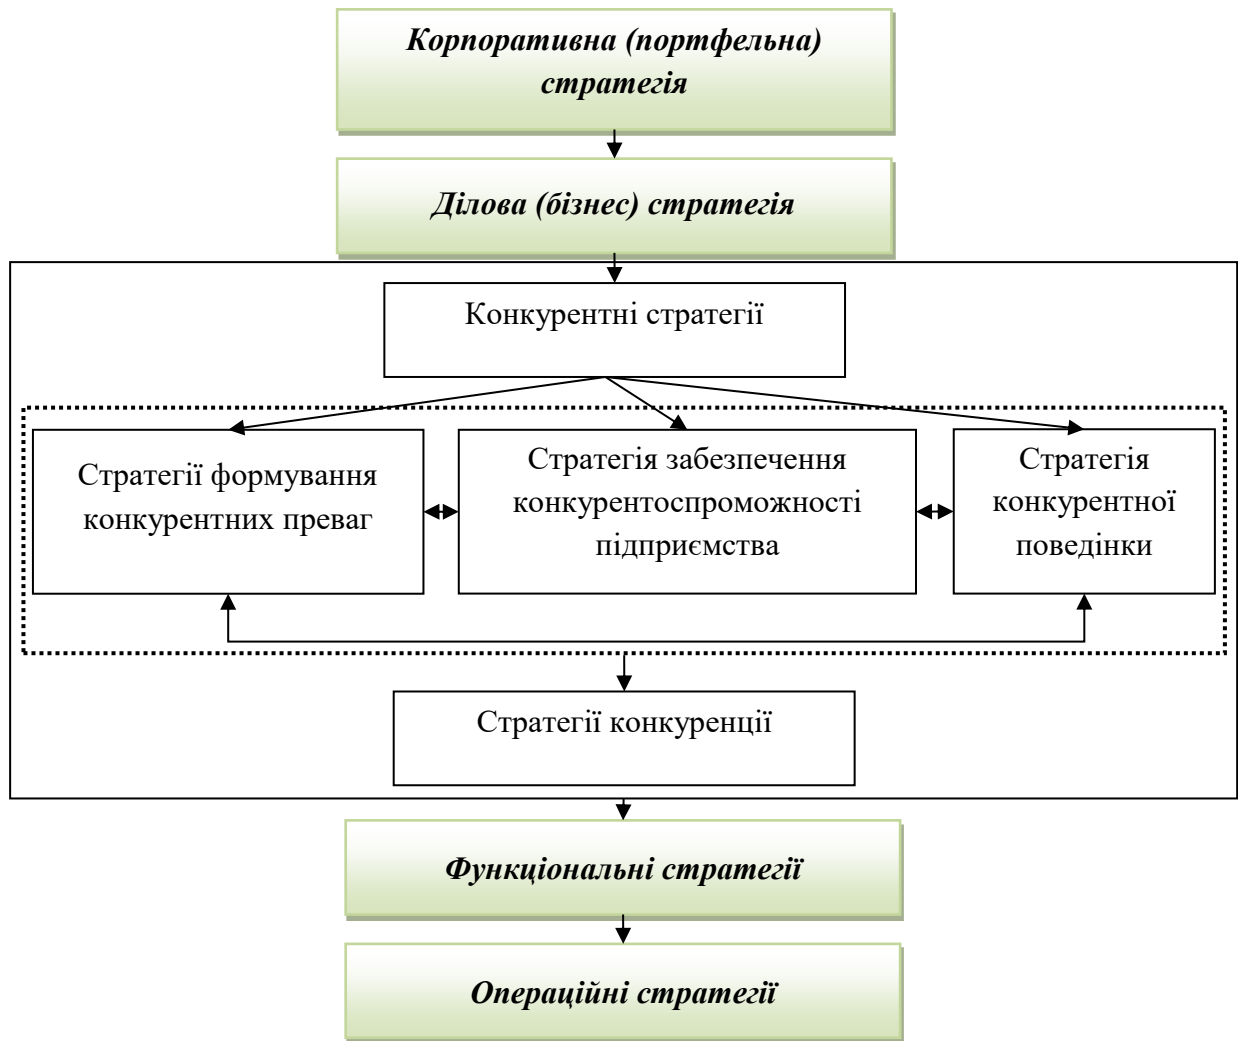 Корпоративна (портфельна)
стратегія
Ділова (бізнес) стратегія
Конкурентні стратегії
Стратегії формування
конкурентних преваг
Стратегія забезпечення
конкурентоспроможності
підприємства
Стратегія
конкурентної
поведінки
Стратегії конкуренції
Функціональні стратегії
Операційні стратегії